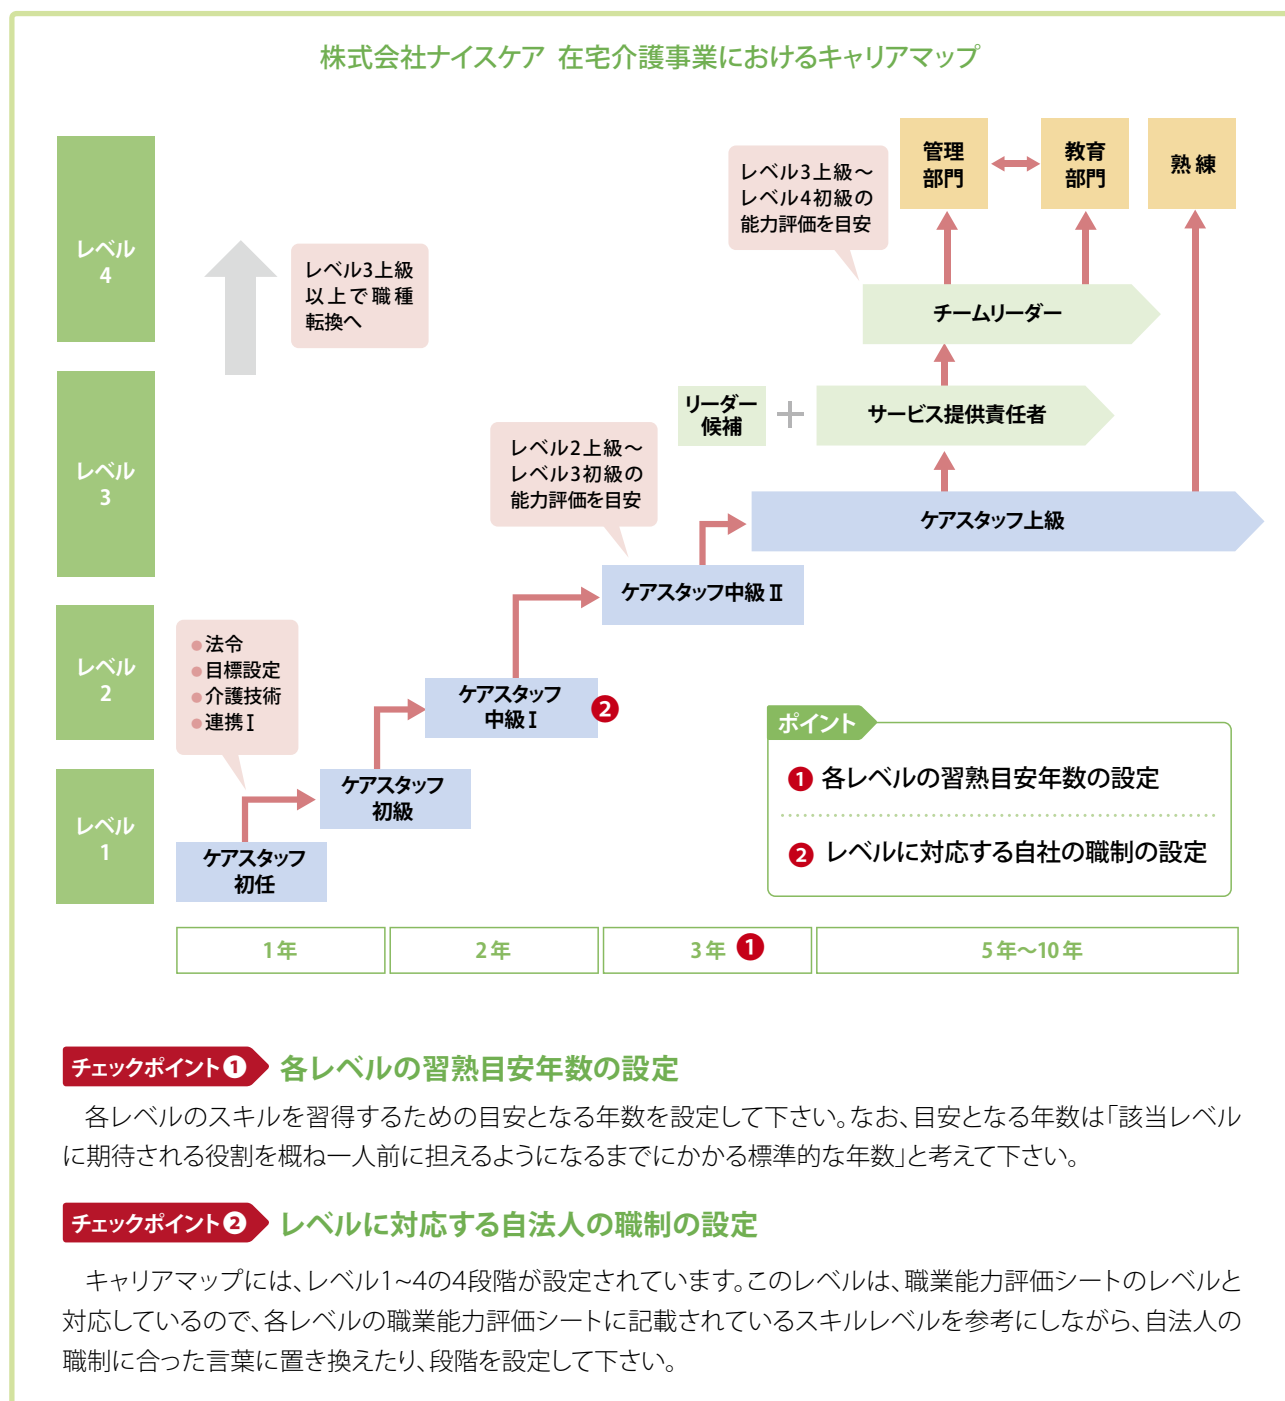 株式会社ナイスケア 在宅介護事業におけるキャリアマップ
レベル
4
レベル3上級
以上で職種
転換へ
レベル3上級～
レベル4初級の
能力評価を目安
管理
部門
教育
部門
熟練
チームリーダー
レベル
3
リーダー
候補
＋
サービス提供責任者
レベル2上級～
レベル3初級の
能力評価を目安
ケアスタッフ上級
ケアスタッフ中級Ⅱ
レベル
2
●法令
●目標設定
●介護技術
●連携Ⅰ
ケアスタッフ
中級Ⅰ
❷
レベル
1
ケアスタッフ
初級
ケアスタッフ
初任
ポイント
❶各レベルの習熟目安年数の設定
❷レベルに対応する自社の職制の設定
1年
2年
3年 ❶
5年～10年
チェックポイント❶ 各レベルの習熟目安年数の設定
各レベルのスキルを習得するための目安となる年数を設定して下さい。なお、目安となる年数は「該当レベル
に期待される役割を概ね一人前に担えるようになるまでにかかる標準的な年数」と考えて下さい。
チェックポイント❷ レベルに対応する自法人の職制の設定
キャリアマップには、レベル1~4の4段階が設定されています。このレベルは、職業能力評価シートのレベルと
対応しているので、各レベルの職業能力評価シートに記載されているスキルレベルを参考にしながら、自法人の
職制に合った言葉に置き換えたり、段階を設定して下さい。